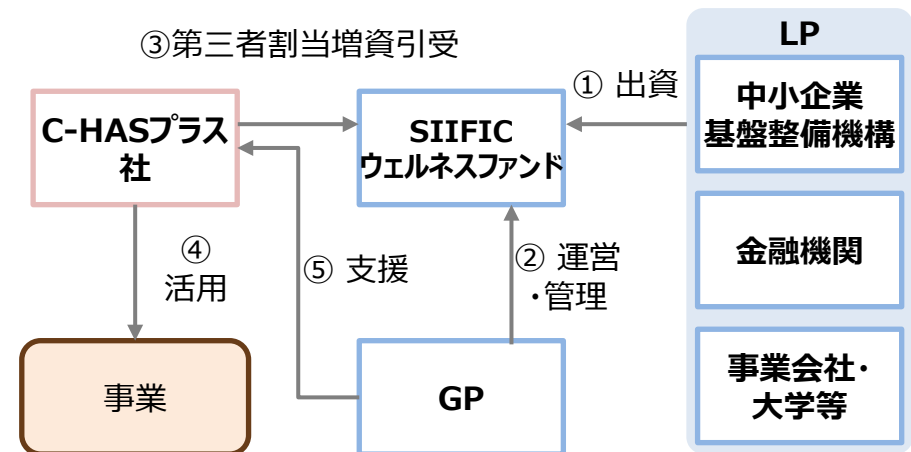 ③第三者割当増資引受
LP
① 出資
C-HASプラス
社
SIIFIC
ウェルネスファンド
中小企業
基盤整備機構
④
活用
⑤ 支援
② 運営
・管理
金融機関
事業
GP
事業会社・
大学等